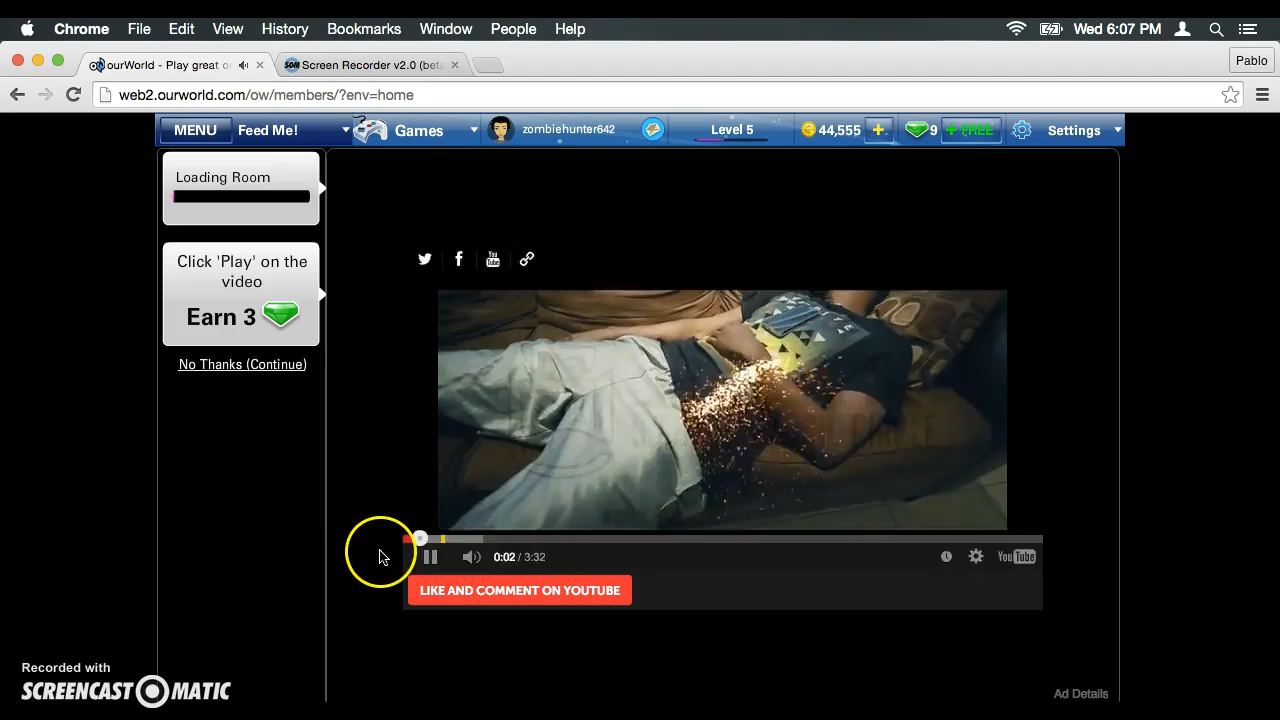 Chrome File Edit View History Bookmarks Window People Help Wed 6:07 PM
ourWorld - Play great or
Screen Recorder v2.0 (beta
Pablo
web2.ourworld.com/ow/members/?env=home
MENU Feed Me! Games zombiehunter642 Level 5 44,555 + 9 + FREE Settings
Loading Room
Click 'Play' on the
video
Earn 3
No Thanks (Continue)
You Tube
0:02 / 3:32
YouTube
LIKE AND COMMENT ON YOUTUBE
Recorded with
SCREENCAST O MATIC
Ad Details